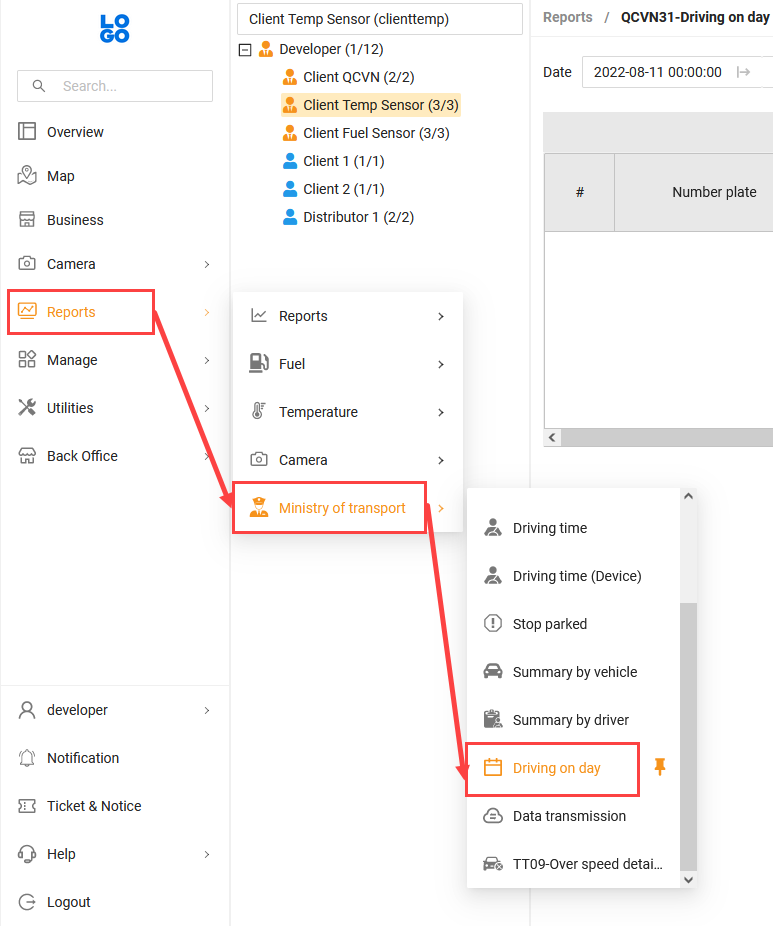 LO
GO
Search...
Overview
Map
Business
Camera
Reports
Manage
Utilities
Back Office
developer
Notification
Ticket & Notice
Help
Logout
Client Temp Sensor (clienttemp)
Developer (1/12)
Client QCVN (2/2)
Client Temp Sensor (3/3)
Client Fuel Sensor (3/3)
Client 1 (1/1)
Client 2 (1/1)
Distributor 1 (2/2)
Reports
Fuel
Temperature
Camera
Ministry of transport
Driving time
Driving time (Device)
Stop parked
Summary by vehicle
Summary by driver
Driving on day
Data transmission
TT09-Over speed detai...
Reports / QCVN31-Driving on day
Date 2022-08-11 00:00:00
# Number plate